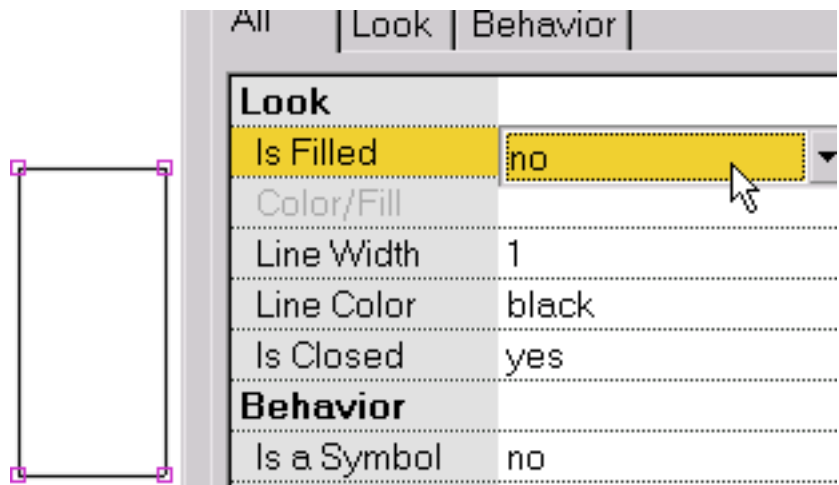 All Look Behavior
Look
Is Filled no
Color/Fill
Line Width 1
Line Color black
Is Closed yes
Behavior
Is a Symbol no